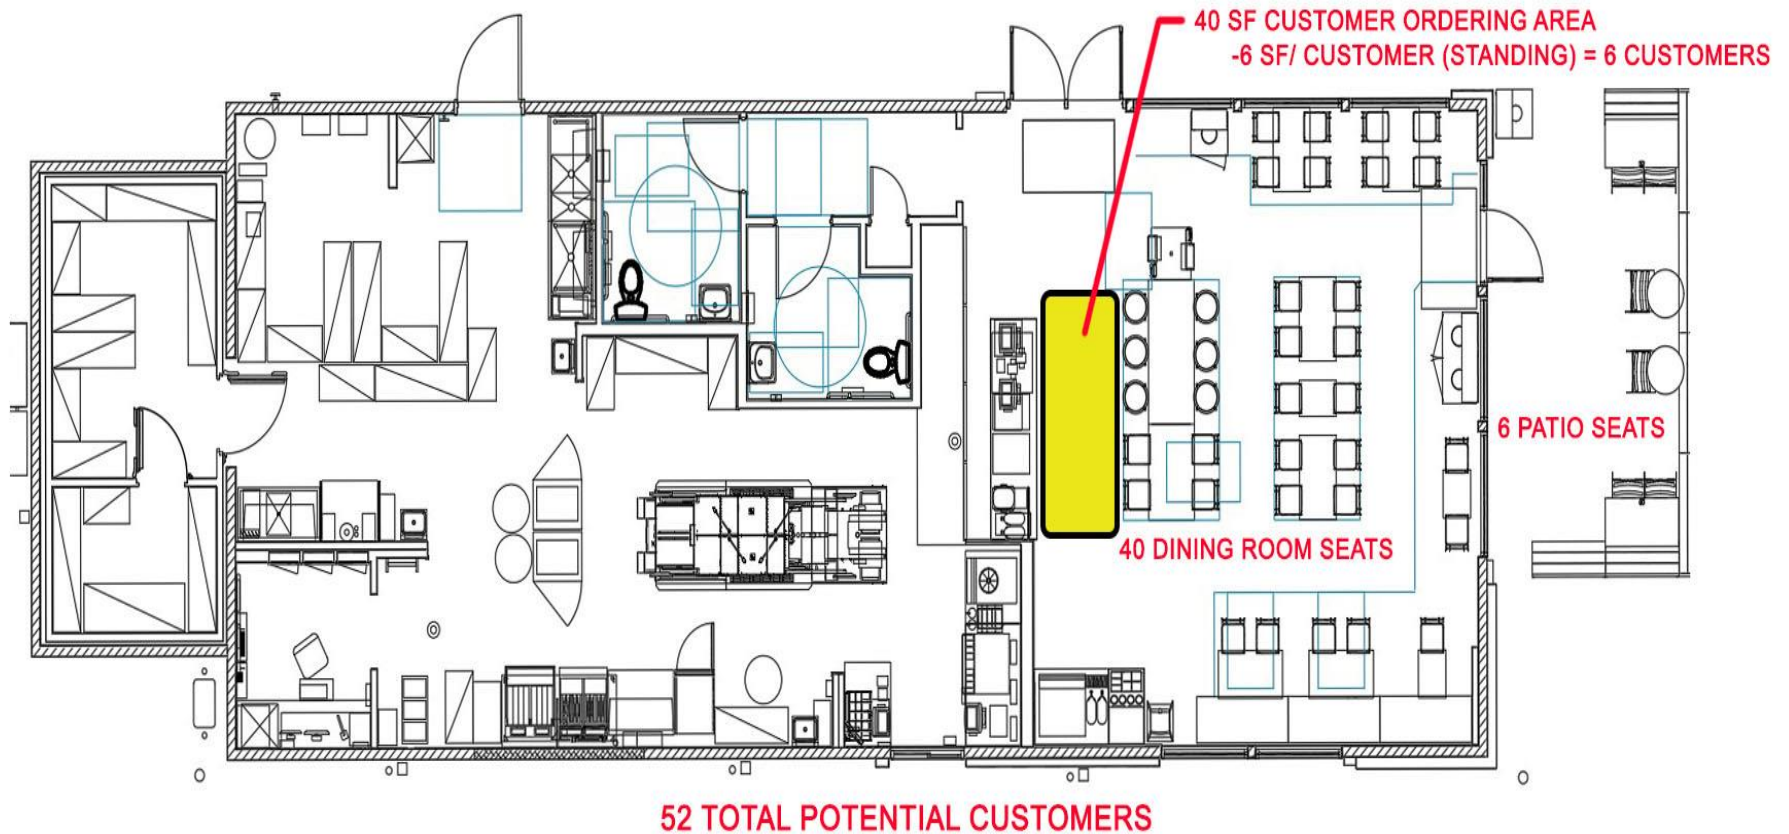 40 SF CUSTOMER ORDERING AREA
-6 SF/ CUSTOMER (STANDING) = 6 CUSTOMERS
6 PATIO SEATS
40 DINING ROOM SEATS
52 TOTAL POTENTIAL CUSTOMERS